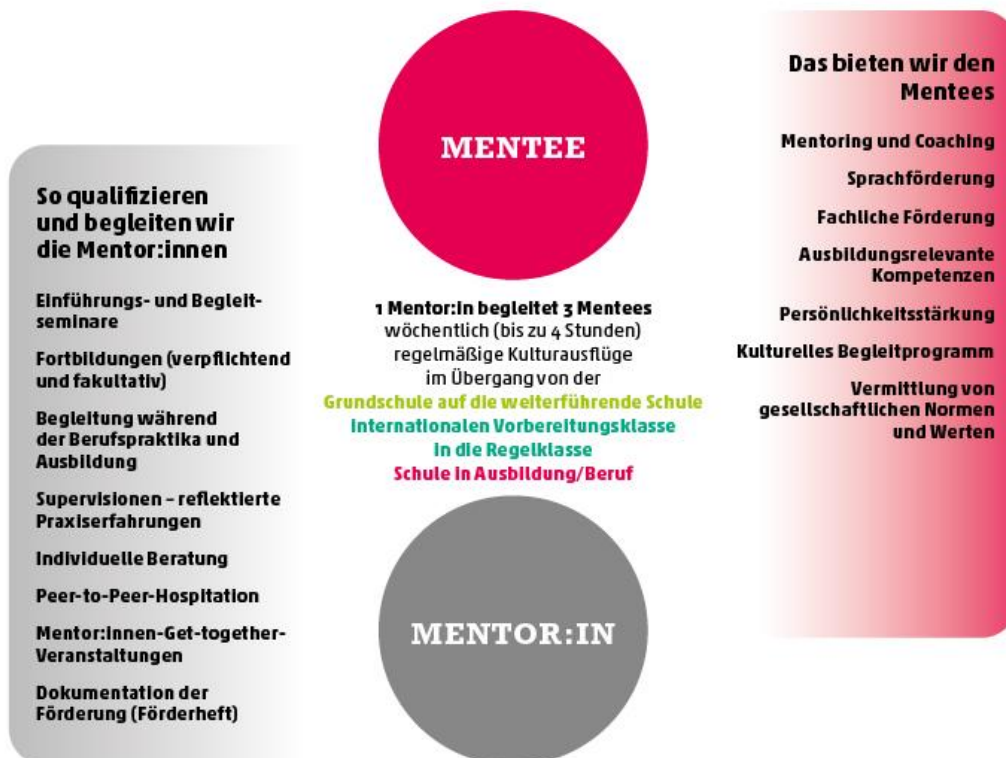 So qualifizieren
und begleiten wir
die Mentor:innen
Einführungs- und Begleit-
seminare
Fortbildungen (verpflichtend
und fakultativ)
Begleitung während
der Berufspraktika und
Ausbildung
Supervisionen – reflektierte
Praxiserfahrungen
Individuelle Beratung
Peer-to-Peer-Hospitation
Mentor:innen-Get-together-
Veranstaltungen
Dokumentation der
Förderung (Förderheft)
MENTEE
1 Mentor:in begleitet 3 Mentees
wöchentlich (bis zu 4 Stunden)
regelmäßige Kulturausflüge
im Übergang von der
Grundschule auf die weiterführende Schule
Internationalen Vorbereitungsklasse
in die Regelklasse
Schule in Ausbildung/Beruf
MENTOR:IN
Das bieten wir den
Mentees
Mentoring und Coaching
Sprachförderung
Fachliche Förderung
Ausbildungsrelevante
Kompetenzen
Persönlichkeitsstärkung
Kulturelles Begleitprogramm
Vermittlung von
gesellschaftlichen Normen
und Werten